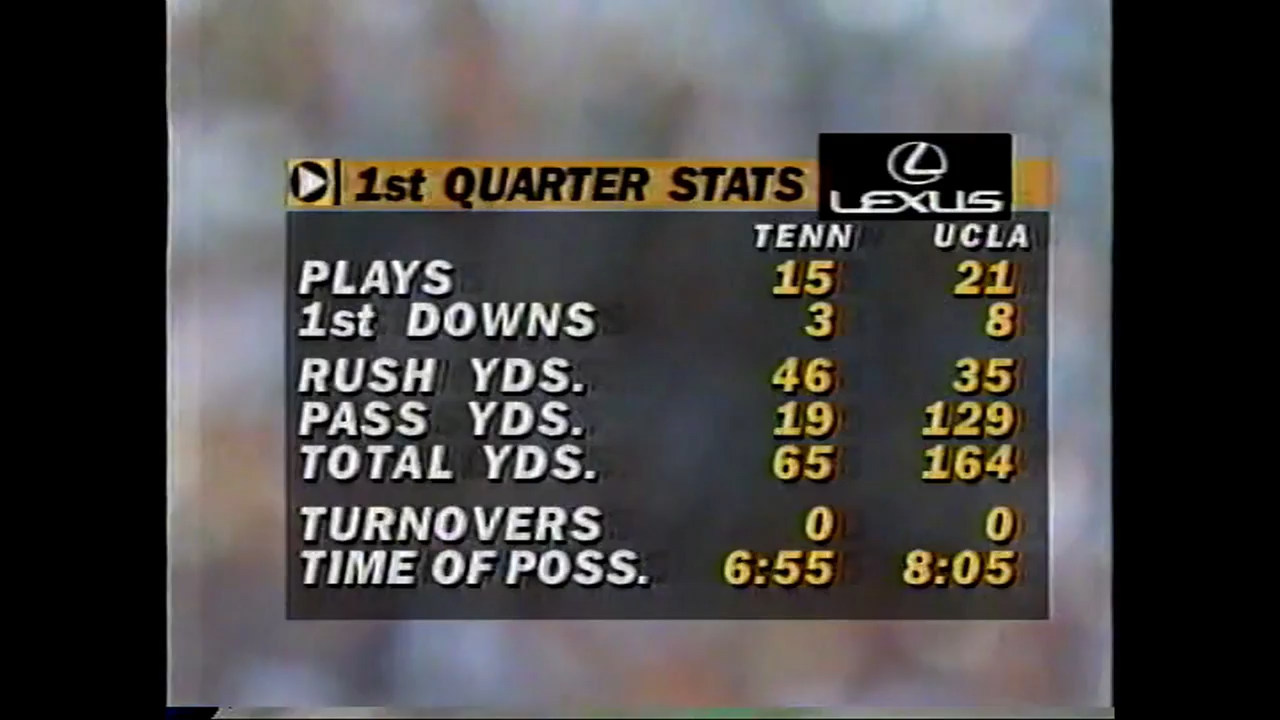 1st QUARTER STATS LEXUS
TENN UCLA
PLAYS 15 21
1st DOWNS 3 8
RUSH YDS. 46 35
PASS YDS. 19 129
TOTAL YDS. 65 164
TURNOVERS 0 0
TIME OF POSS. 6:55 8:05